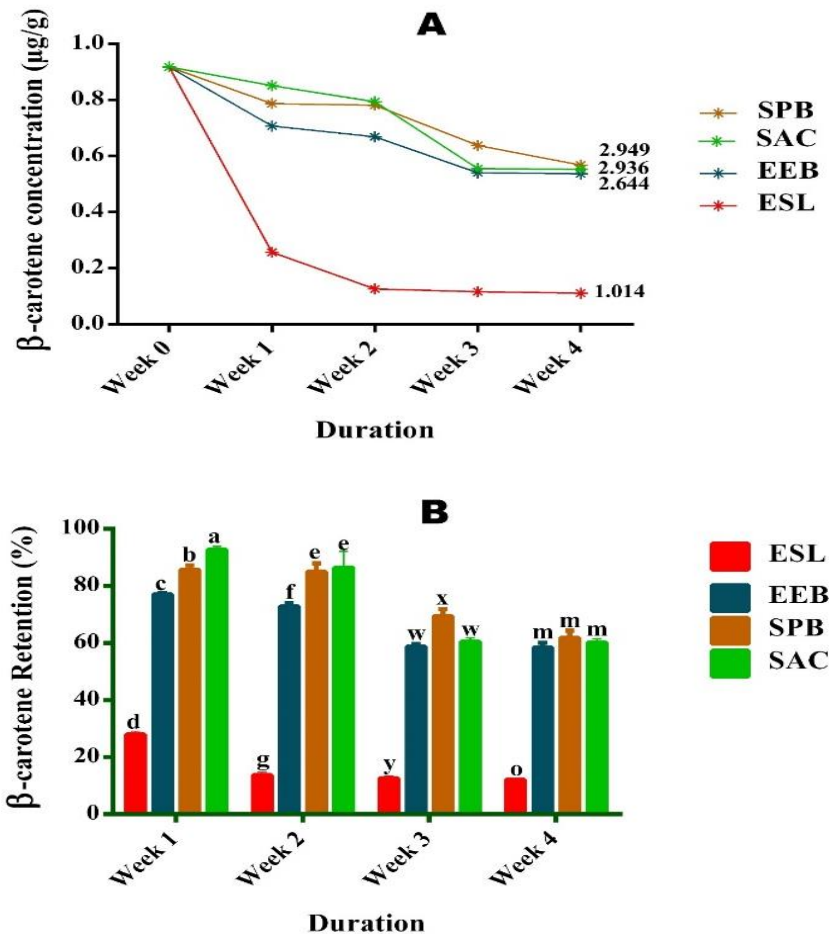 A
β-carotene concentration (µg/g)
1.0
0.8
0.6
0.4
0.2
0.0
2.949
2.936
2.644
1.014
SPB
SAC
EEB
ESL
Week 0
Week 1
Week 2
Week 3
Week 4
Duration
B
β-carotene Retention (%)
100
80
60
40
20
0
d
c
b
a
g
f
e
e
y
w
x
w
o
m
m
m
ESL
EEB
SPB
SAC
Week 1
Week 2
Week 3
Week 4
Duration